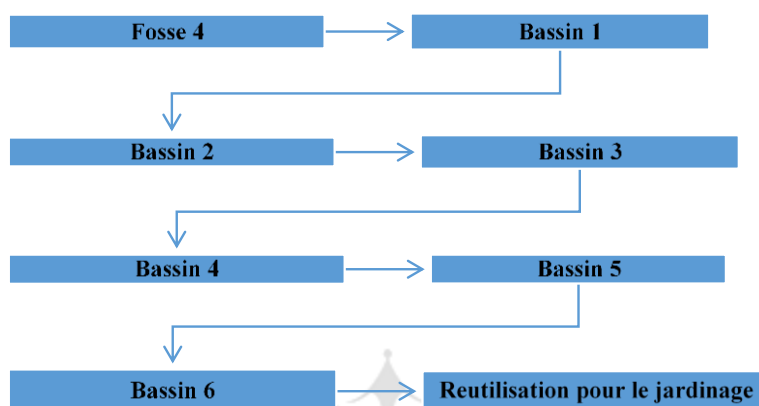 Fosse 4
Bassin 1
Bassin 2
Bassin 3
Bassin 4
Bassin 5
Bassin 6
Reutilisation pour le jardinage